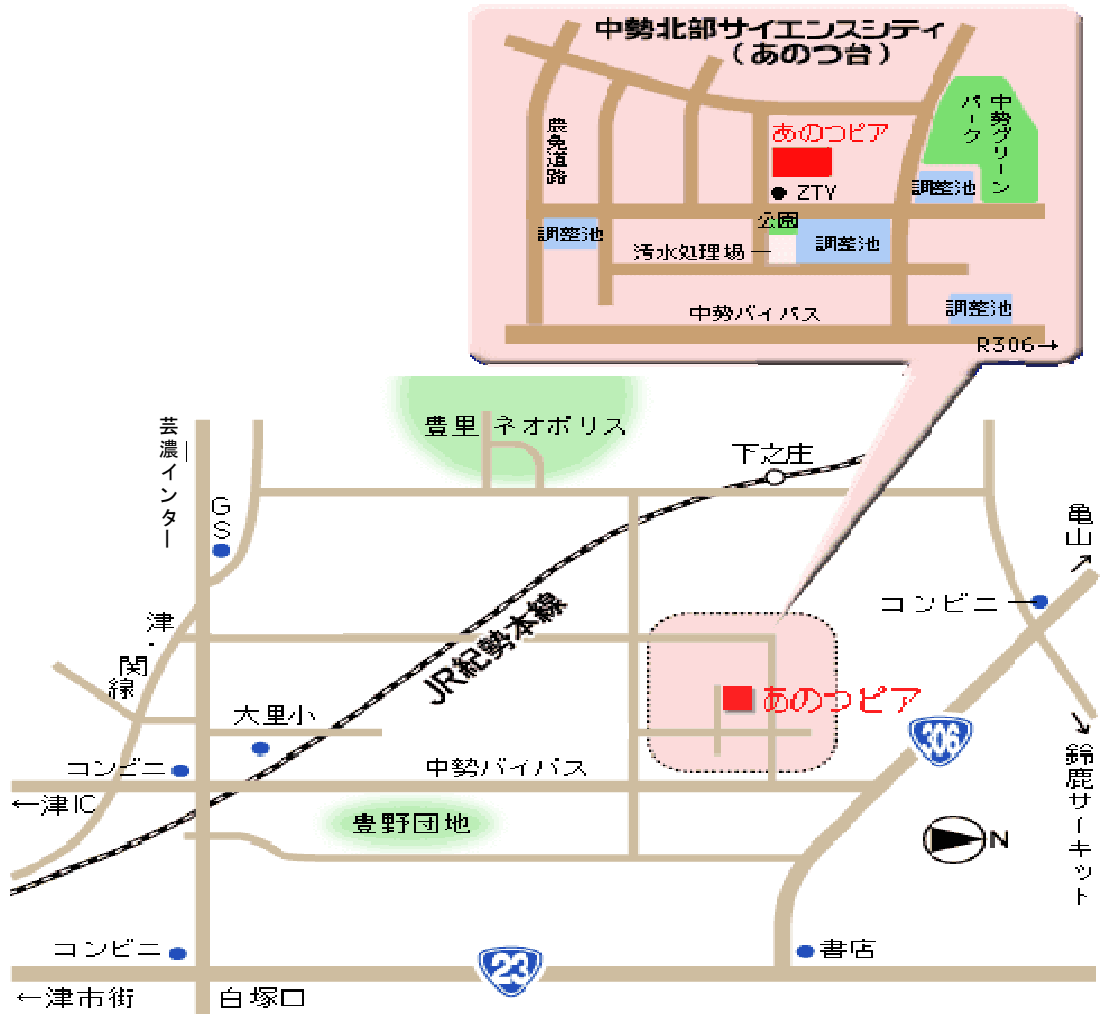 中勢北部サイエンスシティ
（あのつ台）
農免道路
あのつピア
ZTV
中勢グリーン
パーク
調整池
公園
調整池
調整池
汚水処理場
調整池
中勢バイパス
R306→
芸濃インター
豊里ネオポリス
下之庄
GS
亀山
コンビニ
津・関線
JR紀勢本線
大里小
あのつピア
306
コンビニ
中勢バイパス
←津IC
鈴鹿サーキット
豊野団地
N
コンビニ
書店
23
←津市街
白塚口